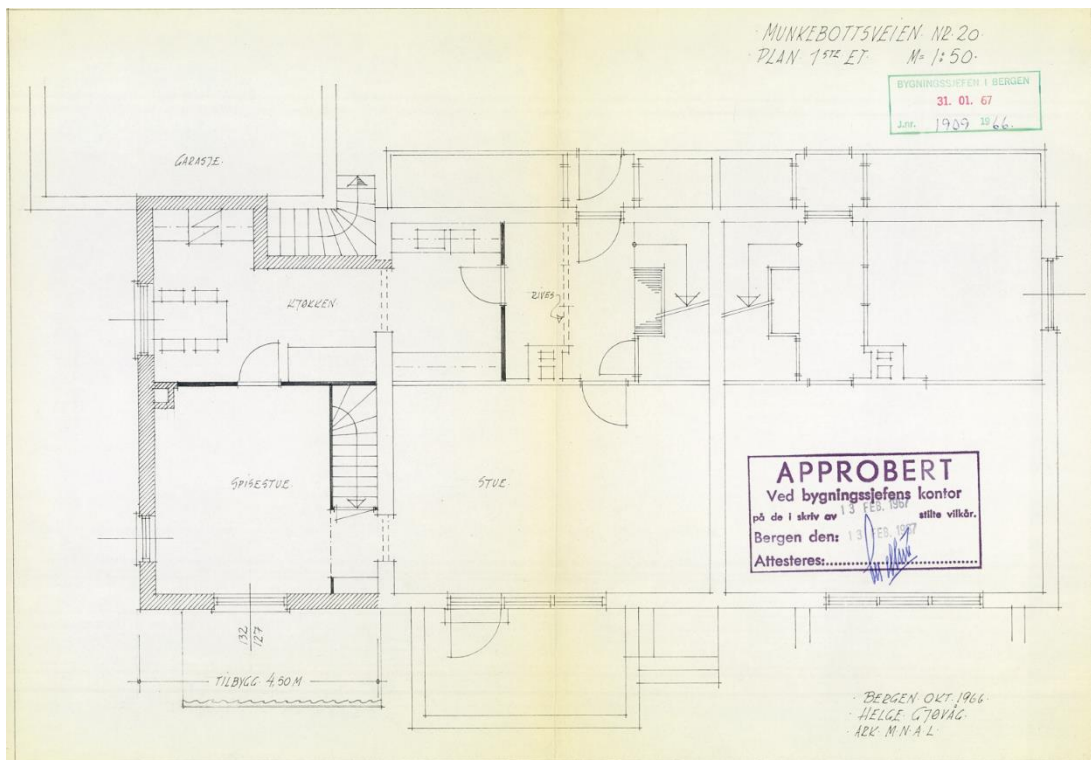 MUNKEBOTTSVEIEN NR. 20.
PLAN 1STE ET. M= 1:50.
BYGNINGSSJEFEN I BERGEN
31. 01. 67
J.nr. 1909 1966.
GARASJE.
KJØKKEN
RIVES
SPISESTUE
STUE
APPROBERT
Ved bygningssjefens kontor
på de i skriv av 13 FEB. 1967 stilte vilkår.
Bergen den: 13 FEB. 1967
Attesteres:
132
127
TILBYGG 4,50 M
BERGEN OKT. 1966.
HELGE GJØVÅG.
ARK. M.N.A.L.